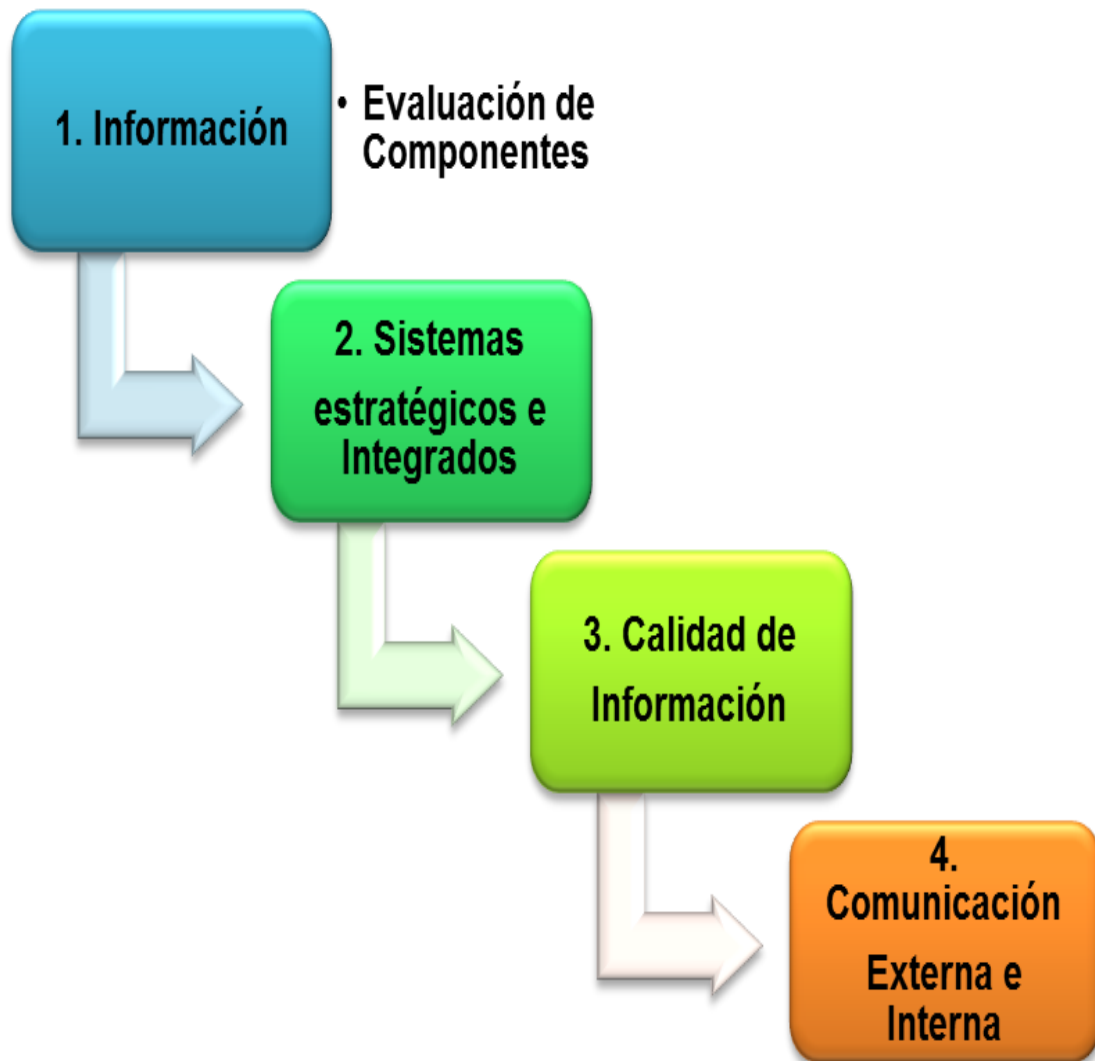 1. Información
• Evaluación de
Componentes
2. Sistemas
estratégicos e
Integrados
3. Calidad de
Información
4.
Comunicación
Externa e
Interna